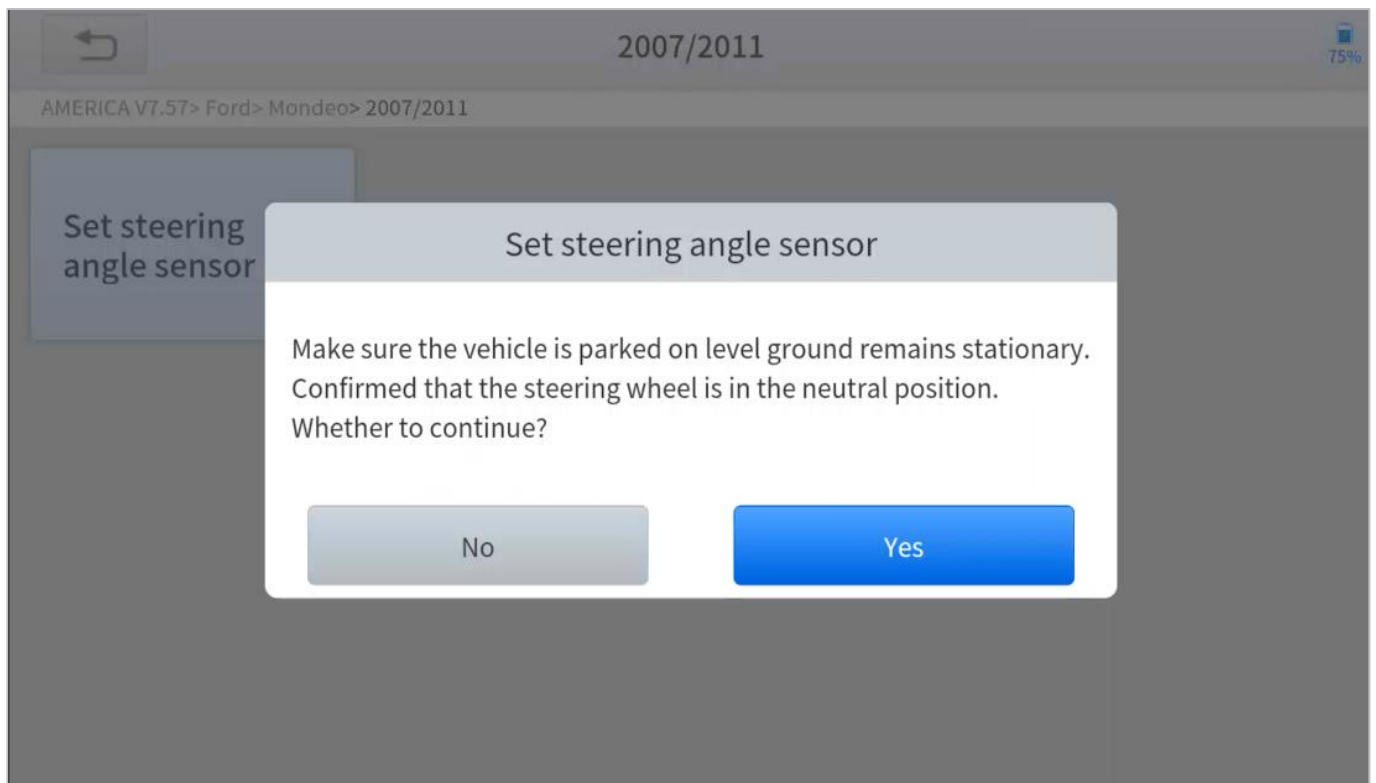 2007/2011
75%
AMERICA V7.57> Ford> Mondeo> 2007/2011
Set steering
angle sensor
Set steering angle sensor
Make sure the vehicle is parked on level ground remains stationary.
Confirmed that the steering wheel is in the neutral position.
Whether to continue?
No
Yes